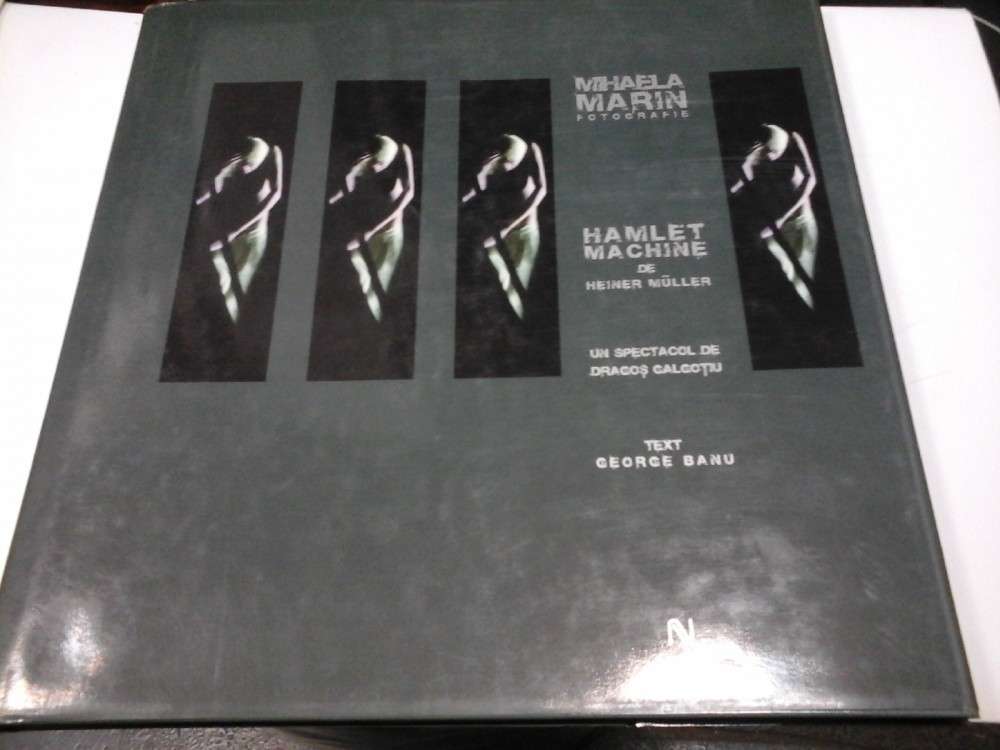 MIHAELA
MARIN
FOTOGRAFIE
HAMLET
MACHINE
DE
HEINER MÜLLER
UN SPECTACOL DE
DRAGOȘ GALGOȚIU
TEXT
GEORGE BANU
N